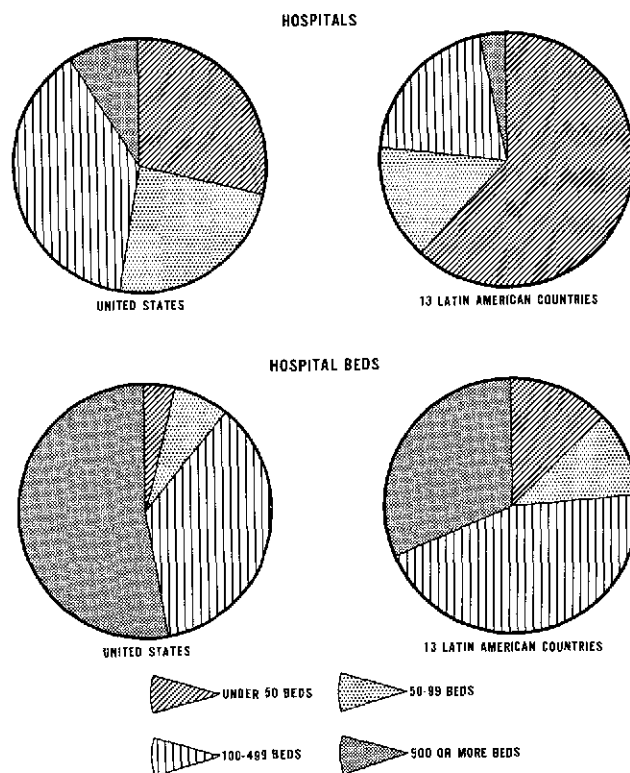 HOSPITALS
UNITED STATES
13 LATIN AMERICAN COUNTRIES
HOSPITAL BEDS
UNITED STATES
13 LATIN AMERICAN COUNTRIES
UNDER 50 BEDS
50-99 BEDS
100-499 BEDS
500 OR MORE BEDS